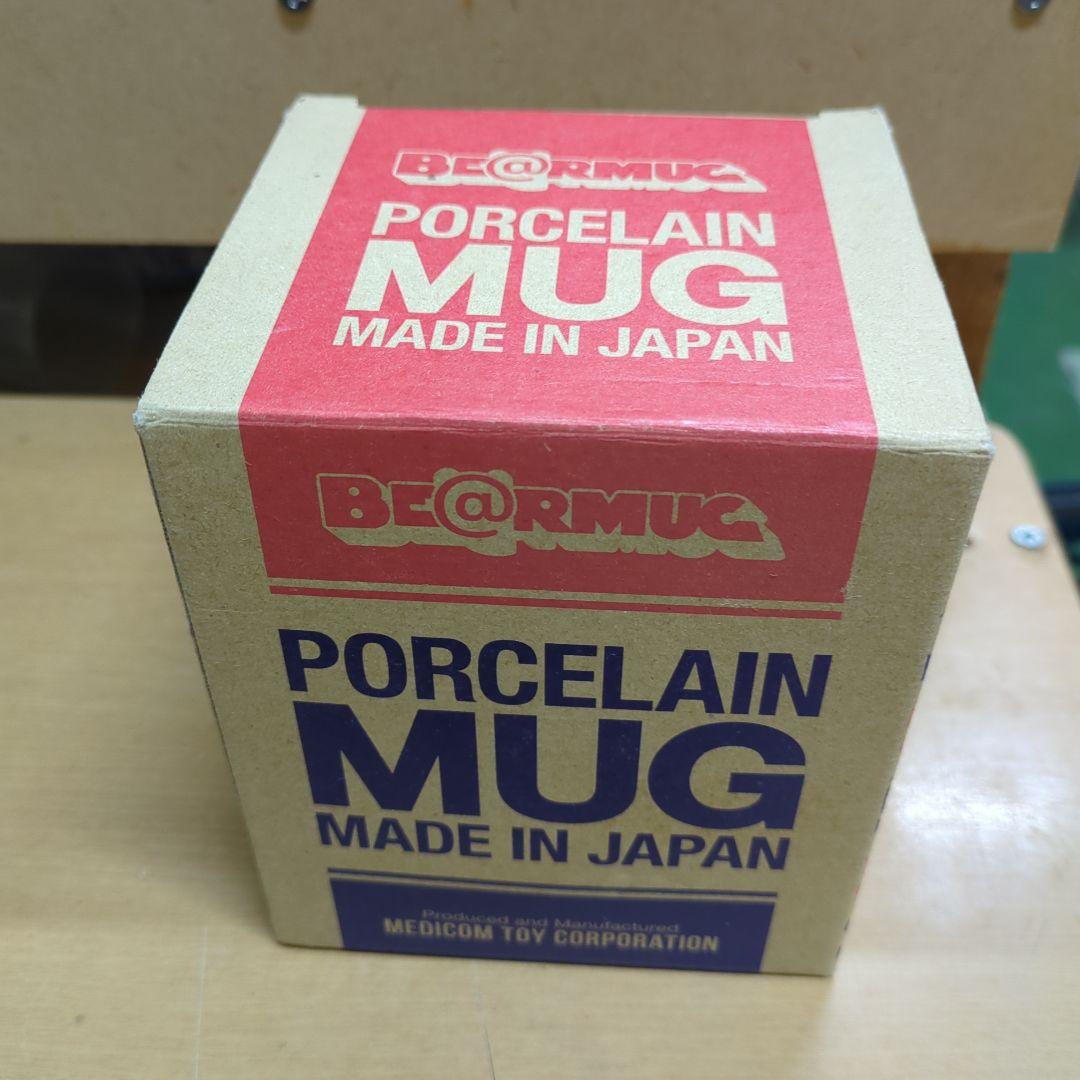 BE@RMUG
PORCELAIN
MUG
MADE IN JAPAN
BE@RMUG
PORCELAIN
MUG
MADE IN JAPAN
Produced and Manufactured
MEDICOM TOY CORPORATION